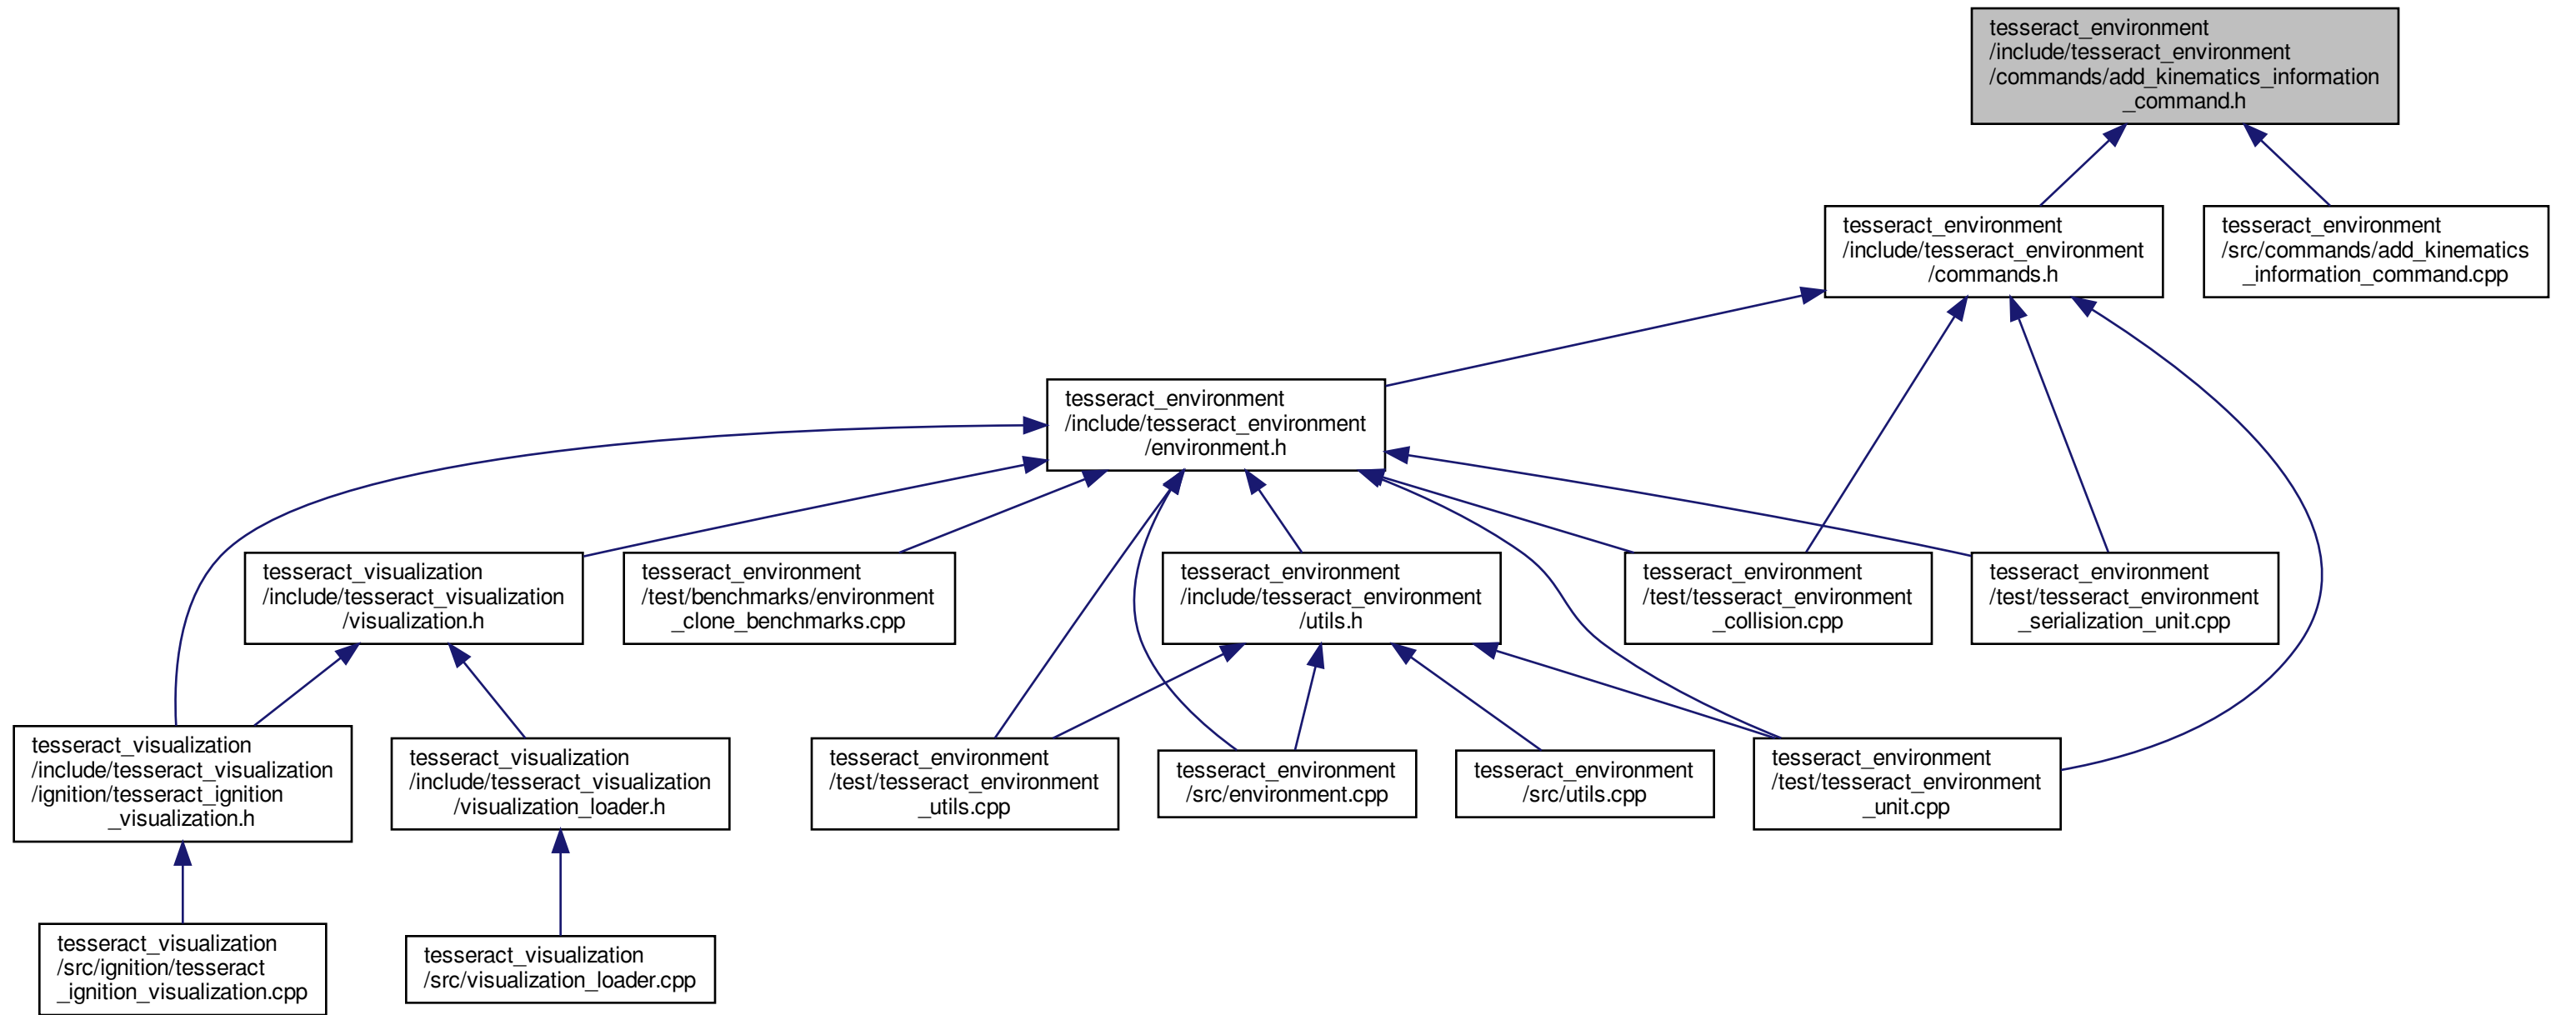 tesseract_environment
/include/tesseract_environment
/commands/add_kinematics_information
_command.h
tesseract_environment
/include/tesseract_environment
/commands.h
tesseract_environment
/src/commands/add_kinematics
_information_command.cpp
tesseract_environment
/include/tesseract_environment
/environment.h
tesseract_visualization
/include/tesseract_visualization
/visualization.h
tesseract_environment
/test/benchmarks/environment
_clone_benchmarks.cpp
tesseract_environment
/include/tesseract_environment
/utils.h
tesseract_environment
/test/tesseract_environment
_collision.cpp
tesseract_environment
/test/tesseract_environment
_serialization_unit.cpp
tesseract_visualization
/include/tesseract_visualization
/ignition/tesseract_ignition
_visualization.h
tesseract_visualization
/include/tesseract_visualization
/visualization_loader.h
tesseract_environment
/test/tesseract_environment
_utils.cpp
tesseract_environment
/src/environment.cpp
tesseract_environment
/src/utils.cpp
tesseract_environment
/test/tesseract_environment
_unit.cpp
tesseract_visualization
/src/ignition/tesseract
_ignition_visualization.cpp
tesseract_visualization
/src/visualization_loader.cpp